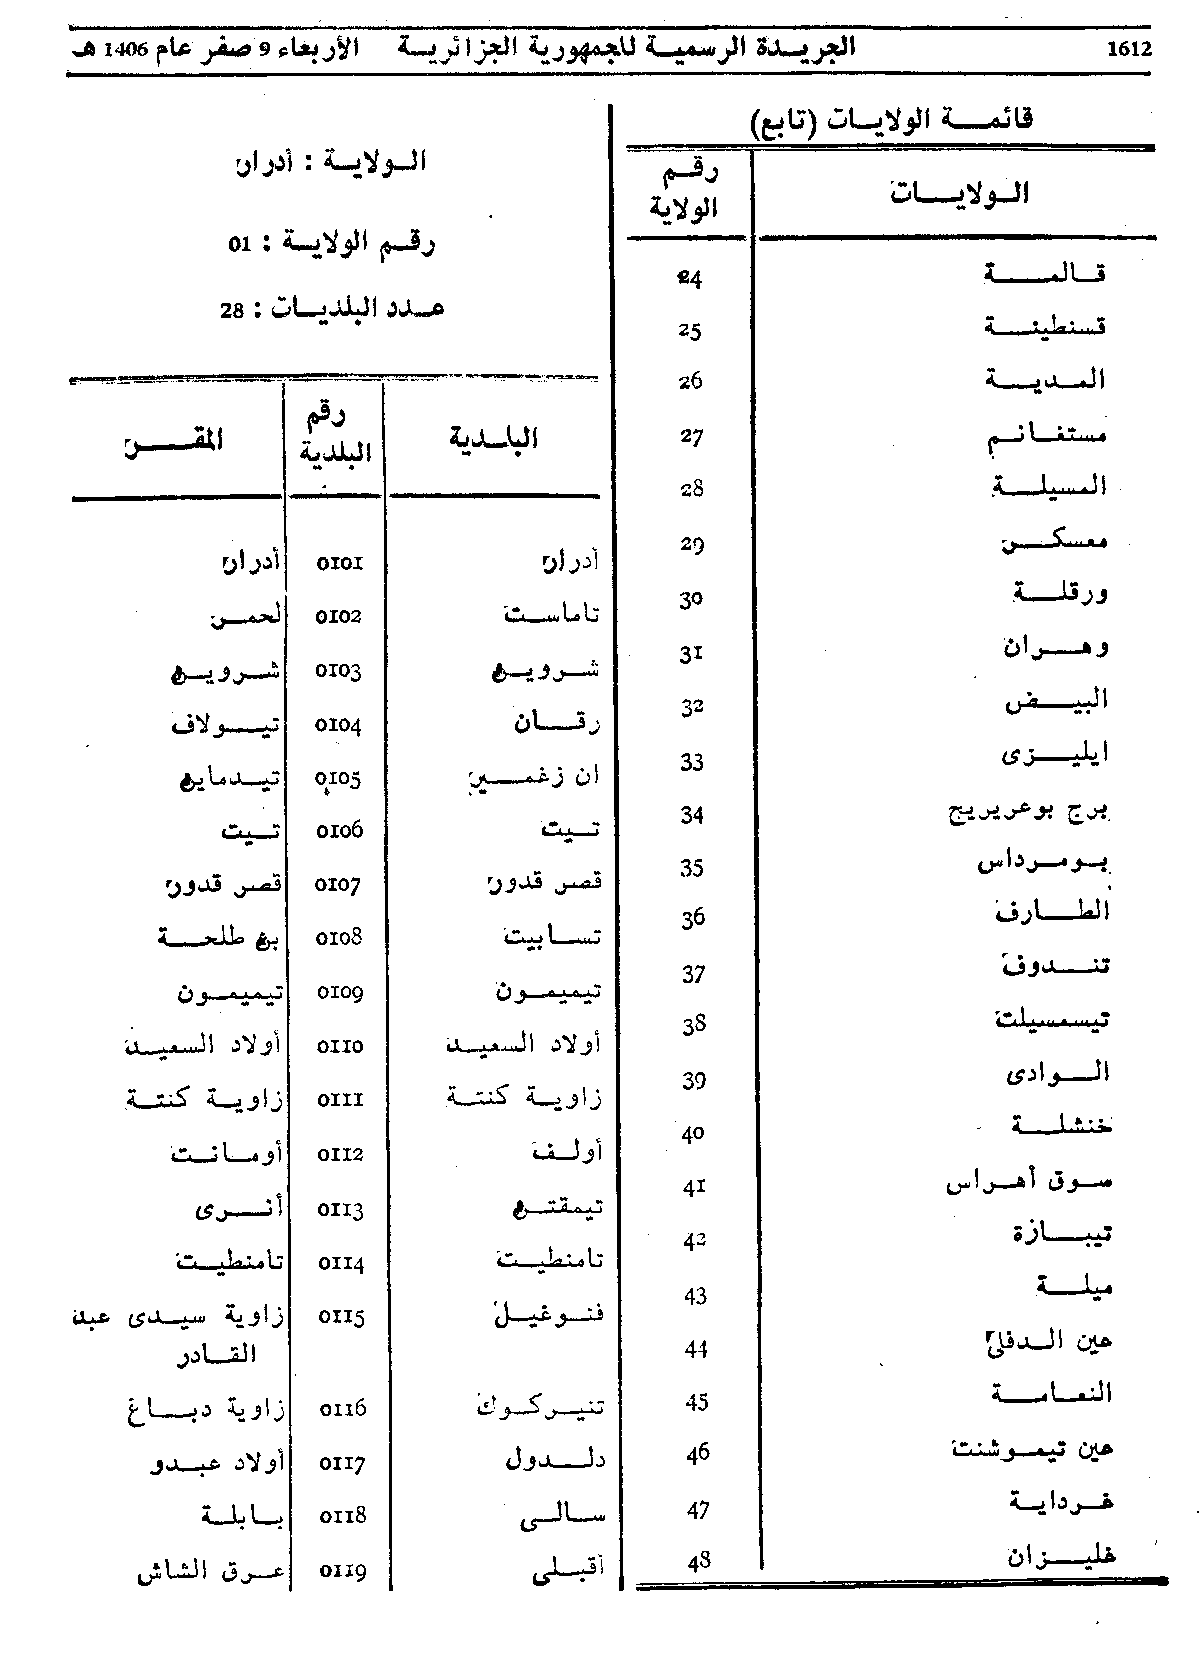 1612 الجريدة الرسمية للجمهورية الجزائرية الأربعاء 9 صفر عام 1406 هـ
قائمة الولايات (تابع)
الولايات رقم الولاية
قالمة 24
قسنطينة 25
المدية 26
مستغانم 27
المسيلة 28
معسكر 29
ورقلة 30
وهران 31
البيض 32
ايليزى 33
برج بوعريريج 34
بومرداس 35
الطارف 36
تندوف 37
تيسمسيلت 38
الوادى 39
خنشلة 40
سوق أهراس 41
تيبازة 42
ميلة 43
عين الدفلى 44
النعامة 45
عين تيموشنت 46
غرداية 47
غليزان 48
الولاية : أدرار
رقم الولاية : 01
عدد البلديات : 28
البلدية رقم البلدية المقر
أدرار 0101 أدرار
تاماست 0102 لحمر
شروين 0103 شروين
رقان 0104 تيولاف
ان زغمير 0105 تيدماين
تيت 0106 تيت
قصر قدور 0107 قصر قدور
تسابيت 0108 بن طلحة
تيميمون 0109 تيميمون
أولاد السعيد 0110 أولاد السعيد
زاوية كنتة 0111 زاوية كنتة
أولف 0112 أومانت
تيمقتن 0113 أنرى
تامنطيت 0114 تامنطيت
فنوغيل 0115 زاوية سيدى عبد
القادر
تنيركوك 0116 زاوية دباغ
دلدول 0117 أولاد عبدو
سالى 0118 بابلة
أقبلى 0119 عرق الشاش